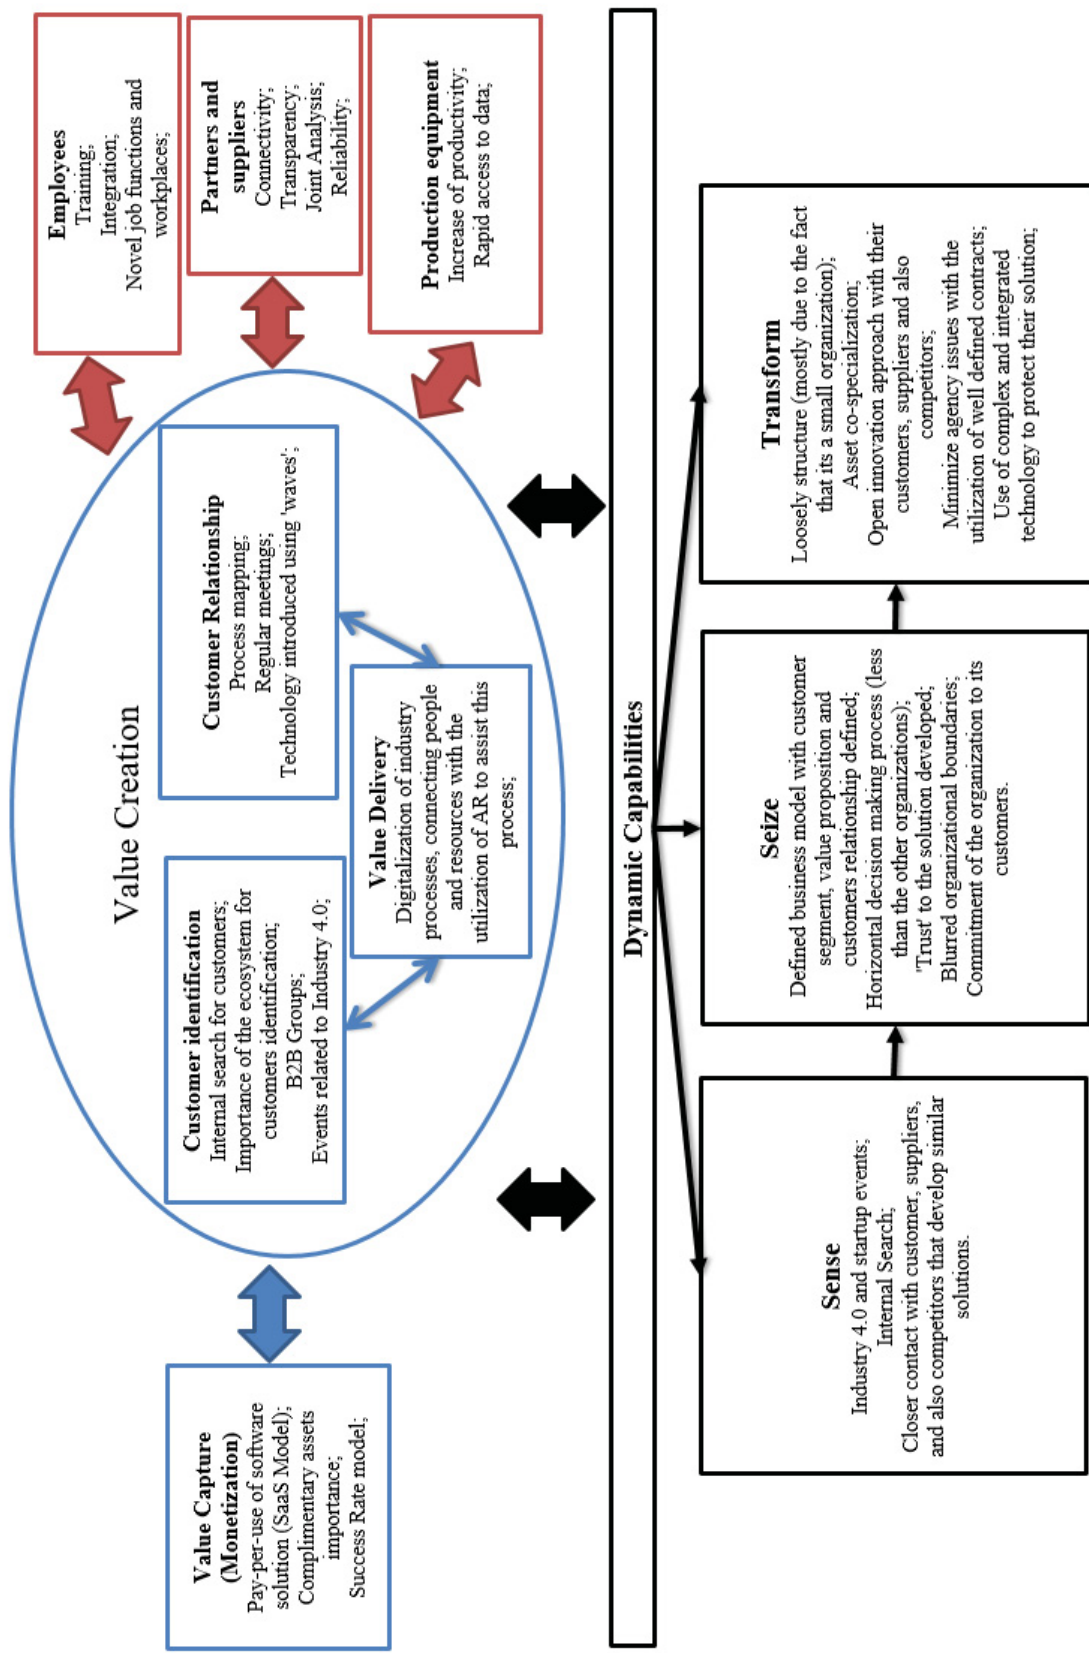 Value Creation
Value Capture
(Monetization)
Pay-per-use of software
solution (SaaS Model);
Complimentary assets
importance;
Success Rate model;
Customer identification
Internal search for customers;
Importance of the ecosystem for
customers identification;
B2B Groups;
Events related to Industry 4.0;
Customer Relationship
Process mapping;
Regular meetings;
Technology introduced using 'waves';
Value Delivery
Digitalization of industry
processes, connecting people
and resources with the
utilization of AR to assist this
process;
Employees
Training;
Integration;
Novel job functions and
workplaces;
Partners and
suppliers
Connectivity;
Transparency;
Joint Analysis;
Reliability;
Production equipment
Increase of productivity;
Rapid access to data;
Dynamic Capabilities
Sense
Industry 4.0 and startup events;
Internal Search;
Closer contact with customer, suppliers,
and also competitors that develop similar
solutions.
Seize
Defined business model with customer
segment, value proposition and
customers relationship defined;
Horizontal decision making process (less
than the other organizations);
'Trust' to the solution developed;
Blurred organizational boundaries;
Commitment of the organization to its
customers.
Transform
Loosely structure (mostly due to the fact
that its a small organization);
Asset co-specialization;
Open innovation approach with their
customers, suppliers and also
competitors;
Minimize agency issues with the
utilization of well defined contracts;
Use of complex and integrated
technology to protect their solution;